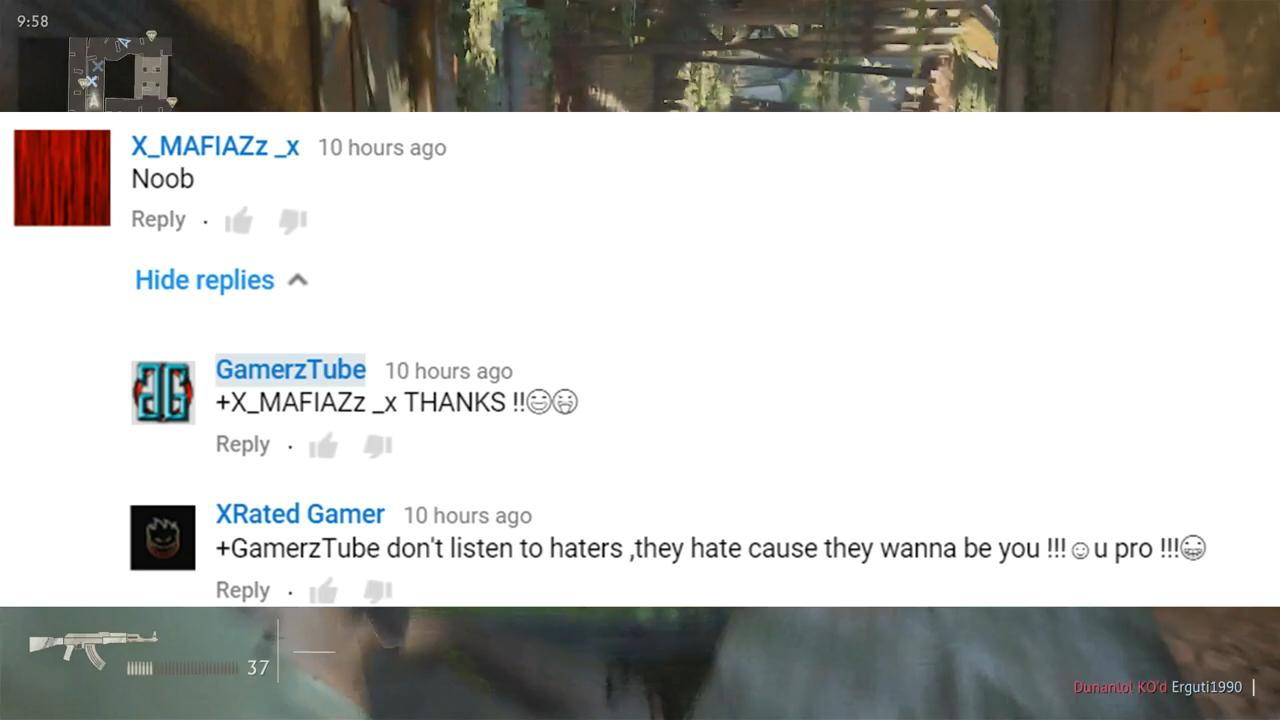 9:58
X_MAFIAZz _x 10 hours ago
Noob
Reply ·
Hide replies
GamerzTube 10 hours ago
+X_MAFIAZz _x THANKS !!😄😝
Reply ·
XRated Gamer 10 hours ago
+GamerzTube don't listen to haters ,they hate cause they wanna be you !!!☺u pro !!!😁
Reply ·
37
Dunanlol KO'd Erguti1990